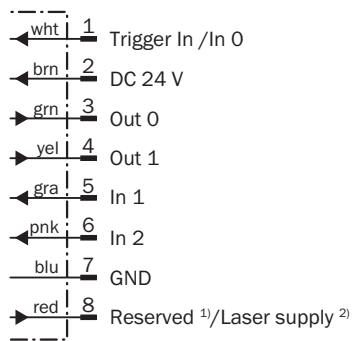 wht 1 Trigger In /In 0
brn 2 DC 24 V
grn 3 Out 0
yel 4 Out 1
gra 5 In 1
pnk 6 In 2
blu 7 GND
red 8 Reserved ¹⁾/Laser supply ²⁾